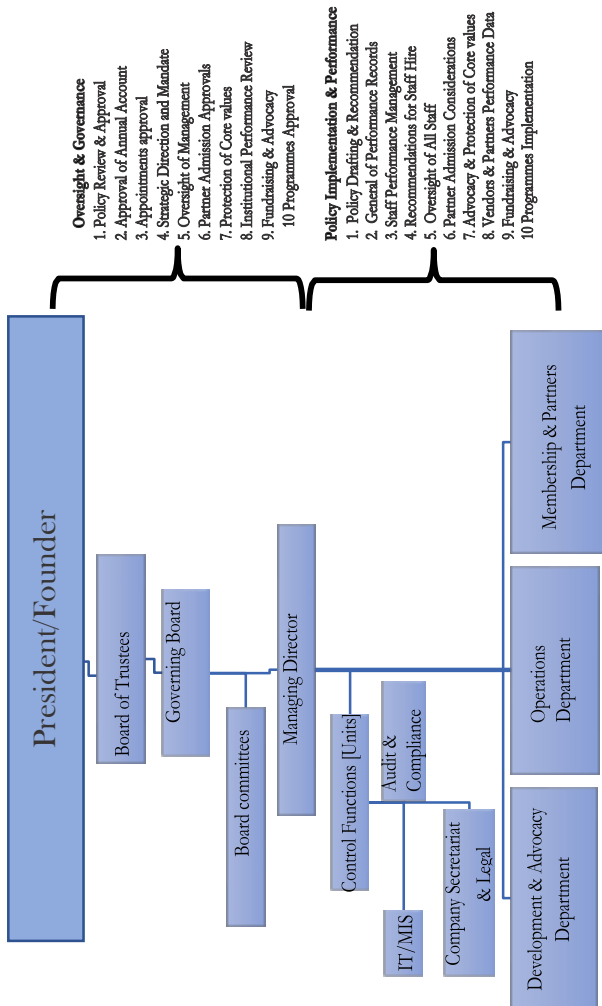 President/Founder
Board of Trustees
Governing Board
Board committees
Managing Director
Control Functions [Units]
Audit &
Compliance
IT/MIS
Company Secretariat
& Legal
Development & Advocacy
Department
Operations
Department
Membership & Partners
Department
Oversight & Governance
1. Policy Review & Approval
2. Approval of Annual Account
3. Appointments approval
4. Strategic Direction and Mandate
5. Oversight of Management
6. Partner Admission Approvals
7. Protection of Core values
8. Institutional Performance Review
9. Fundraising & Advocacy
10 Programmes Approval
Policy Implementation & Performance
1. Policy Drafting & Recommendation
2. General of Performance Records
3. Staff Performance Management
4. Recommendations for Staff Hire
5. Oversight of All Staff
6. Partner Admission Considerations
7. Advocacy & Protection of Core values
8. Vendors & Partners Performance Data
9. Fundraising & Advocacy
10 Programmes Implementation